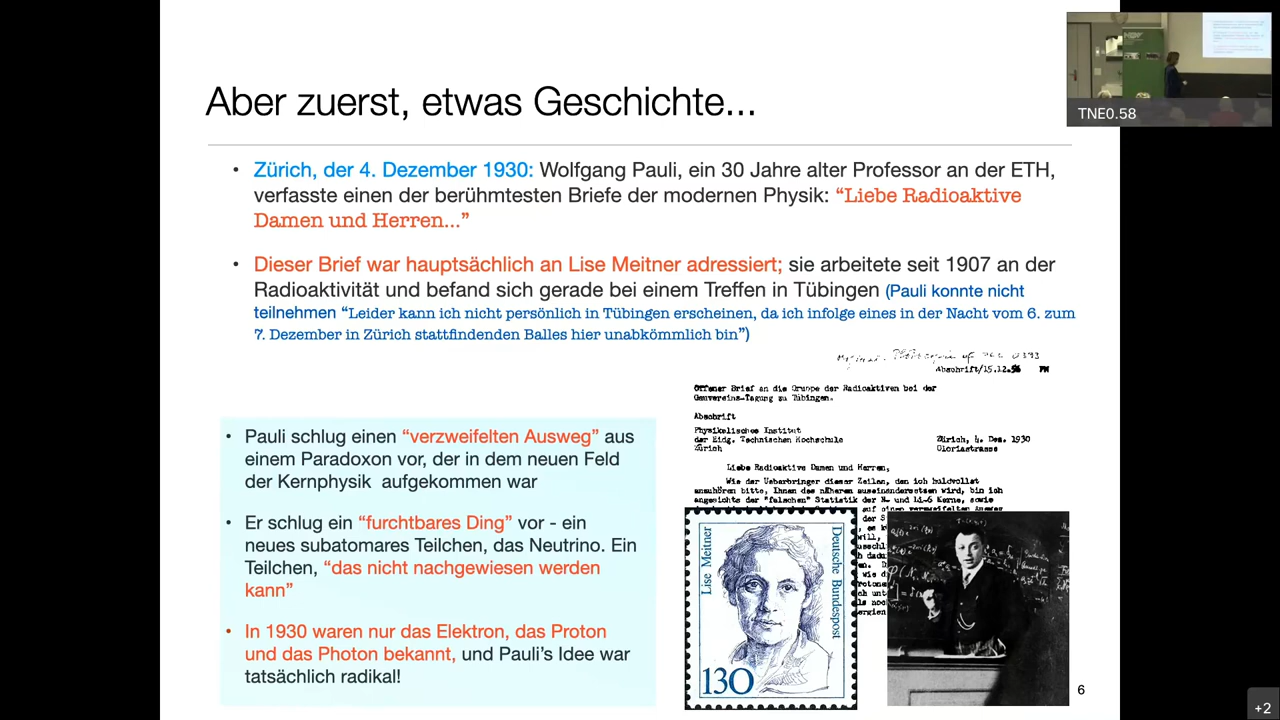 Aber zuerst, etwas Geschichte...
TNE0.58
• Zürich, der 4. Dezember 1930: Wolfgang Pauli, ein 30 Jahre alter Professor an der ETH,
verfasste einen der berühmtesten Briefe der modernen Physik: “Liebe Radioaktive
Damen und Herren...”
• Dieser Brief war hauptsächlich an Lise Meitner adressiert; sie arbeitete seit 1907 an der
Radioaktivität und befand sich gerade bei einem Treffen in Tübingen (Pauli konnte nicht
teilnehmen “Leider kann ich nicht persönlich in Tübingen erscheinen, da ich infolge eines in der Nacht vom 6. zum
7. Dezember in Zürich stattfindenden Balles hier unabkömmlich bin”)
• Pauli schlug einen “verzweifelten Ausweg” aus
einem Paradoxon vor, der in dem neuen Feld
der Kernphysik aufgekommen war
• Er schlug ein “furchtbares Ding” vor - ein
neues subatomares Teilchen, das Neutrino. Ein
Teilchen, “das nicht nachgewiesen werden
kann”
• In 1930 waren nur das Elektron, das Proton
und das Photon bekannt, und Pauli’s Idee war
tatsächlich radikal!
Abschrift/15.12.56 PM
Offener Brief an die Gruppe der Radioaktiven bei der
Gauvereins-Tagung zu Tübingen.
Abschrift
Physikalisches Institut
der Eidg. Technischen Hochschule
Zürich
Zürich, 4. Dez. 1930
Gloriastrasse
Liebe Radioaktive Damen und Herren,
Wie der Ueberbringer dieser Zeilen, den ich huldvollst
anzuhören bitte, Ihnen des näheren auseinandersetzen wird, bin ich
angesichts der "falschen" Statistik der N- und Li-6 Kerne, sowie
auf einen verzweifelten Ausweg
Lise Meitner
Deutsche Bundespost
130
6
+2